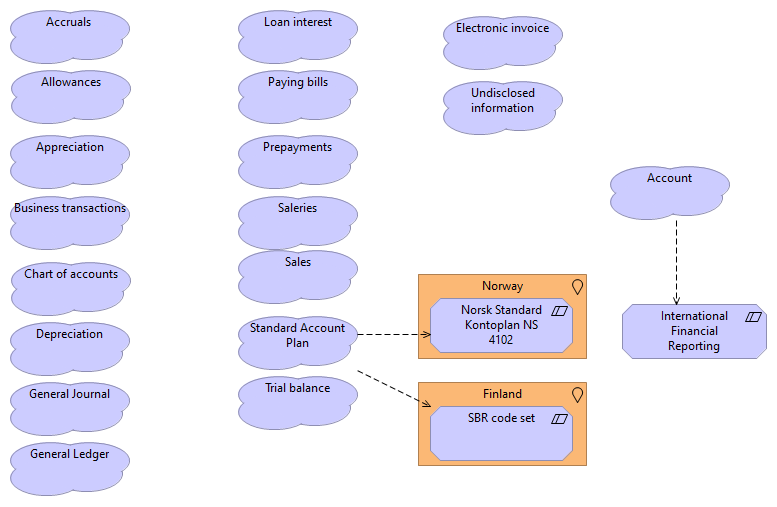 Accruals
Allowances
Appreciation
Business transactions
Chart of accounts
Depreciation
General Journal
General Ledger
Loan interest
Paying bills
Prepayments
Saleries
Sales
Standard Account
Plan
Trial balance
Electronic invoice
Undisclosed
information
Norway
Norsk Standard
Kontoplan NS
4102
Finland
SBR code set
Account
International
Financial
Reporting